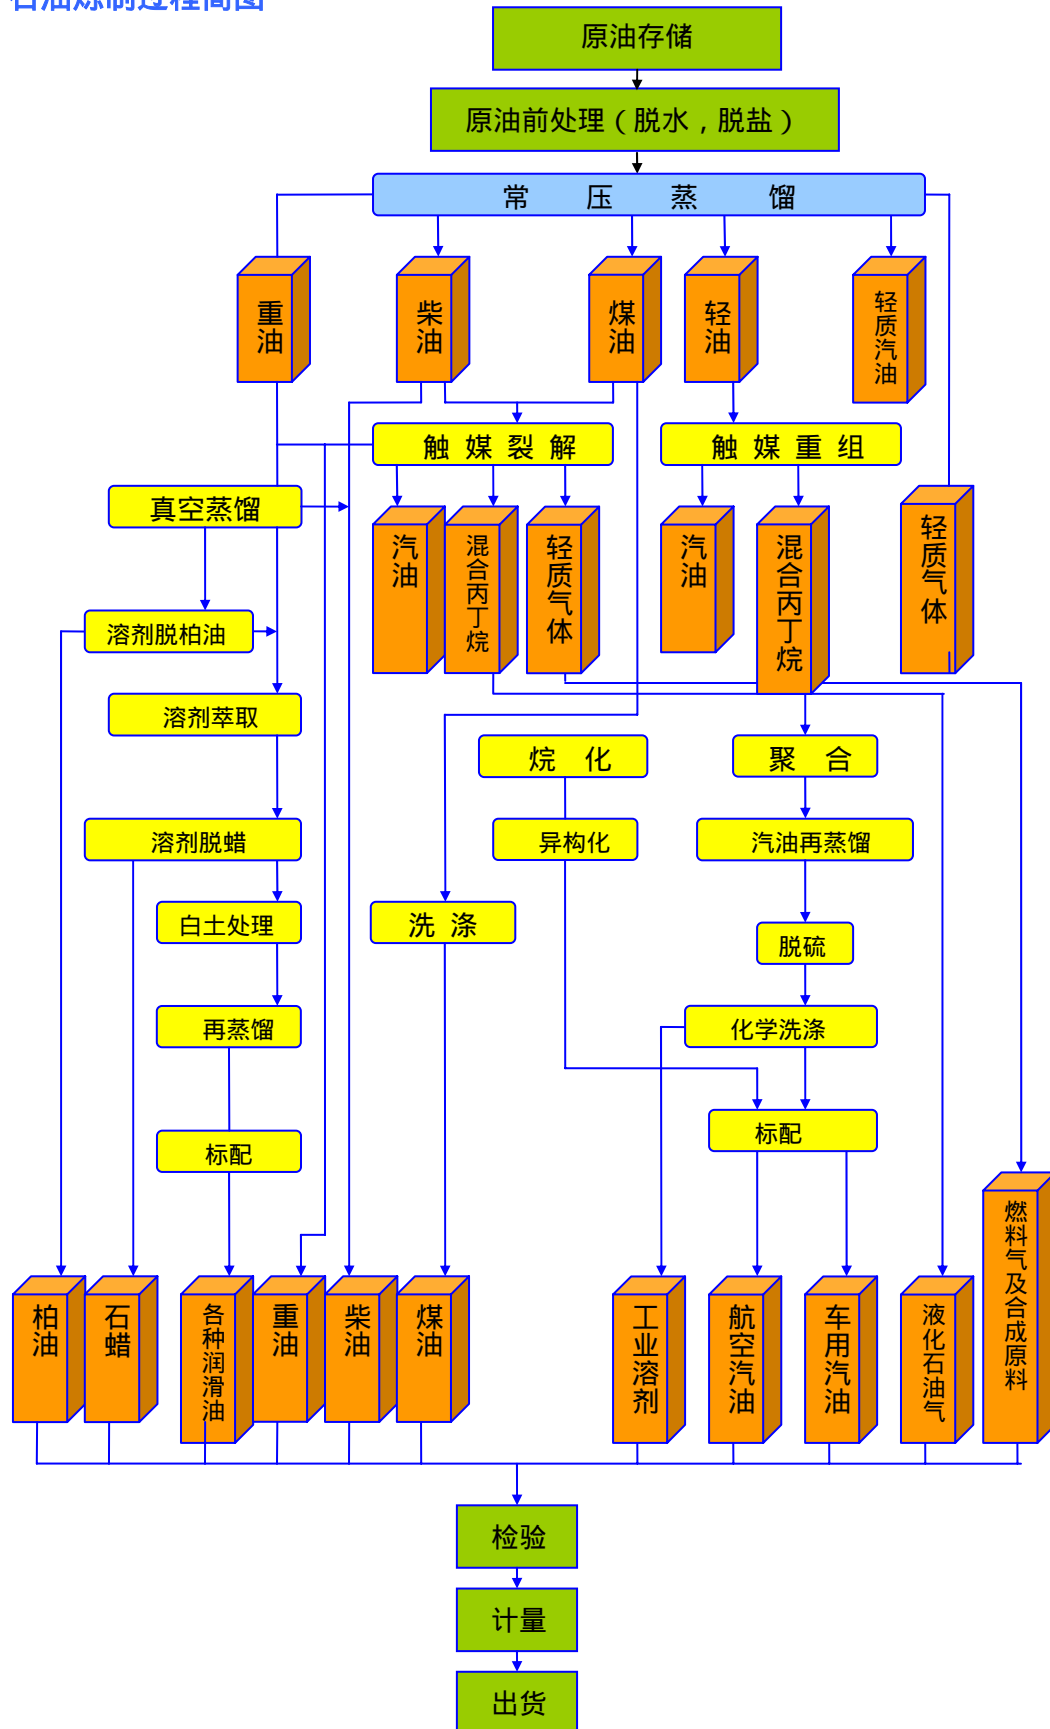 石油炼制过程简图
原油存储
原油前处理（脱水，脱盐）
常 压 蒸 馏
重油
柴油
煤油
轻油
轻质汽油
触 媒 裂 解
触 媒 重 组
真空蒸馏
汽油
混合丙丁烷
轻质气体
汽油
混合丙丁烷
轻质气体
溶剂脱柏油
溶剂萃取
烷 化
聚 合
溶剂脱蜡
异构化
汽油再蒸馏
白土处理
洗 涤
脱硫
再蒸馏
化学洗涤
标配
标配
柏油
石蜡
各种润滑油
重油
柴油
煤油
工业溶剂
航空汽油
车用汽油
液化石油气
燃料气及合成原料
检验
计量
出货